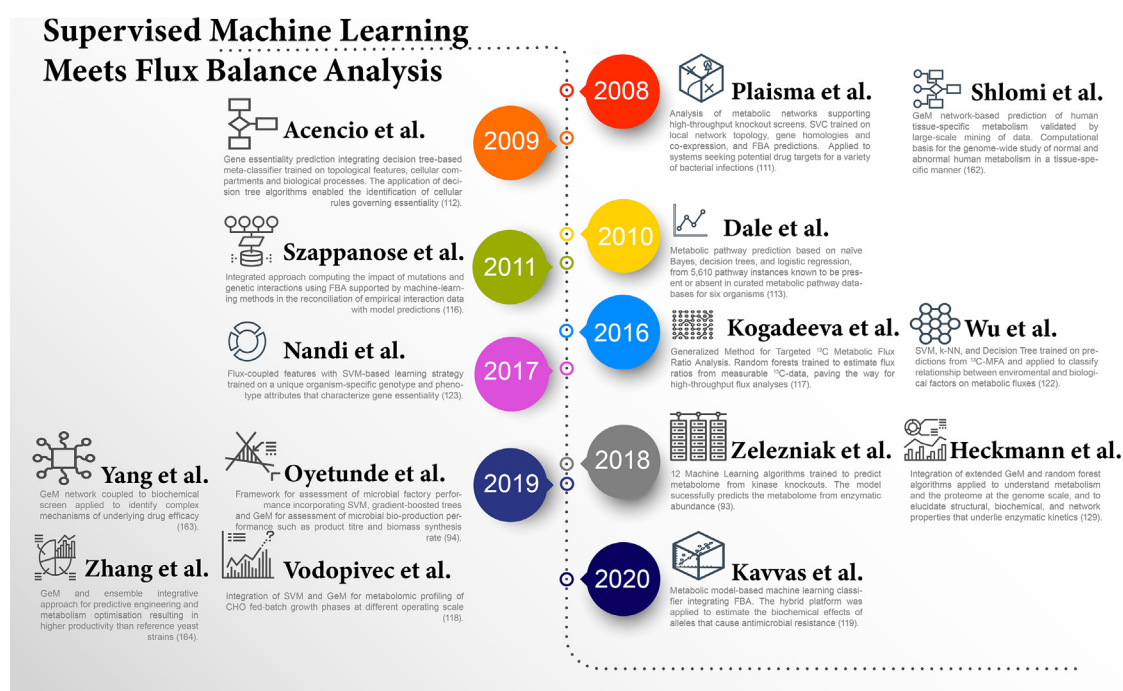 Supervised Machine Learning
Meets Flux Balance Analysis
2008
Plaisma et al.
Analysis of metabolic networks supporting
high-throughput knockout screens. SVC trained on
local network topology, gene homologies and
co-expression, and FBA predictions. Applied to
systems seeking potential drug targets for a variety
of bacterial infections (111).
Shlomi et al.
GeM network-based prediction of human
tissue-specific metabolism validated by
large-scale mining of data. Computational
basis for the genome-wide study of normal and
abnormal human metabolism in a tissue-spe-
cific manner (162).
2009
Acencio et al.
Gene essentiality prediction integrating decision tree-based
meta-classifier trained on topological features, cellular com-
partments and biological processes. The application of deci-
sion tree algorithms enabled the identification of cellular
rules governing essentiality (112).
2010
Dale et al.
Metabolic pathway prediction based on naïve
Bayes, decision trees, and logistic regression,
from 5,610 pathway instances known to be pres-
ent or absent in curated metabolic pathway data-
bases for six organisms (113).
2011
Szappanose et al.
Integrated approach computing the impact of mutations and
genetic interactions using FBA supported by machine-learn-
ing methods in the reconciliation of empirical interaction data
with model predictions (116).
2016
Kogadeeva et al.
Generalized Method for Targeted ¹³C Metabolic Flux
Ratio Analysis. Random forests trained to estimate flux
ratios from measurable ¹³C-data, paving the way for
high-throughput flux analyses (117).
Wu et al.
SVM, k-NN, and Decision Tree trained on pre-
dictions from ¹³C-MFA and applied to classify
relationship between enviromental and biologi-
cal factors on metabolic fluxes (122).
2017
Nandi et al.
Flux-coupled features with SVM-based learning strategy
trained on a unique organism-specific genotype and pheno-
type attributes that characterize gene essentiality (123).
2018
Zelezniak et al.
12 Machine Learning algorithms trained to predict
metabolome from kinase knockouts. The model
sucessfully predicts the metabolome from enzymatic
abundance (93).
Heckmann et al.
Integration of extended GeM and random forest
algorithms applied to understand metabolism
and the proteome at the genome scale, and to
elucidate structural, biochemical, and network
properties that underlie enzymatic kinetics (129).
2019
Yang et al.
GeM network coupled to biochemical
screen applied to identify complex
mechanisms of underlying drug efficacy
(163).
Oyetunde et al.
Framework for assessment of microbial factory perfor-
mance incorporating SVM, gradient-boosted trees
and GeM for assessment of microbial bio-production per-
formance such as product titre and biomass synthesis
rate (94).
Zhang et al.
GeM and ensemble integrative
approach for predictive engineering and
metabolism optimisation resulting in
higher productivity than reference yeast
strains (164).
Vodopivec et al.
Integration of SVM and GeM for metabolomic profiling of
CHO fed-batch growth phases at different operating scale
(118).
2020
Kavvas et al.
Metabolic model-based machine learning classi-
fier integrating FBA. The hybrid platform was
applied to estimate the biochemical effects of
alleles that cause antimicrobial resistance (119).